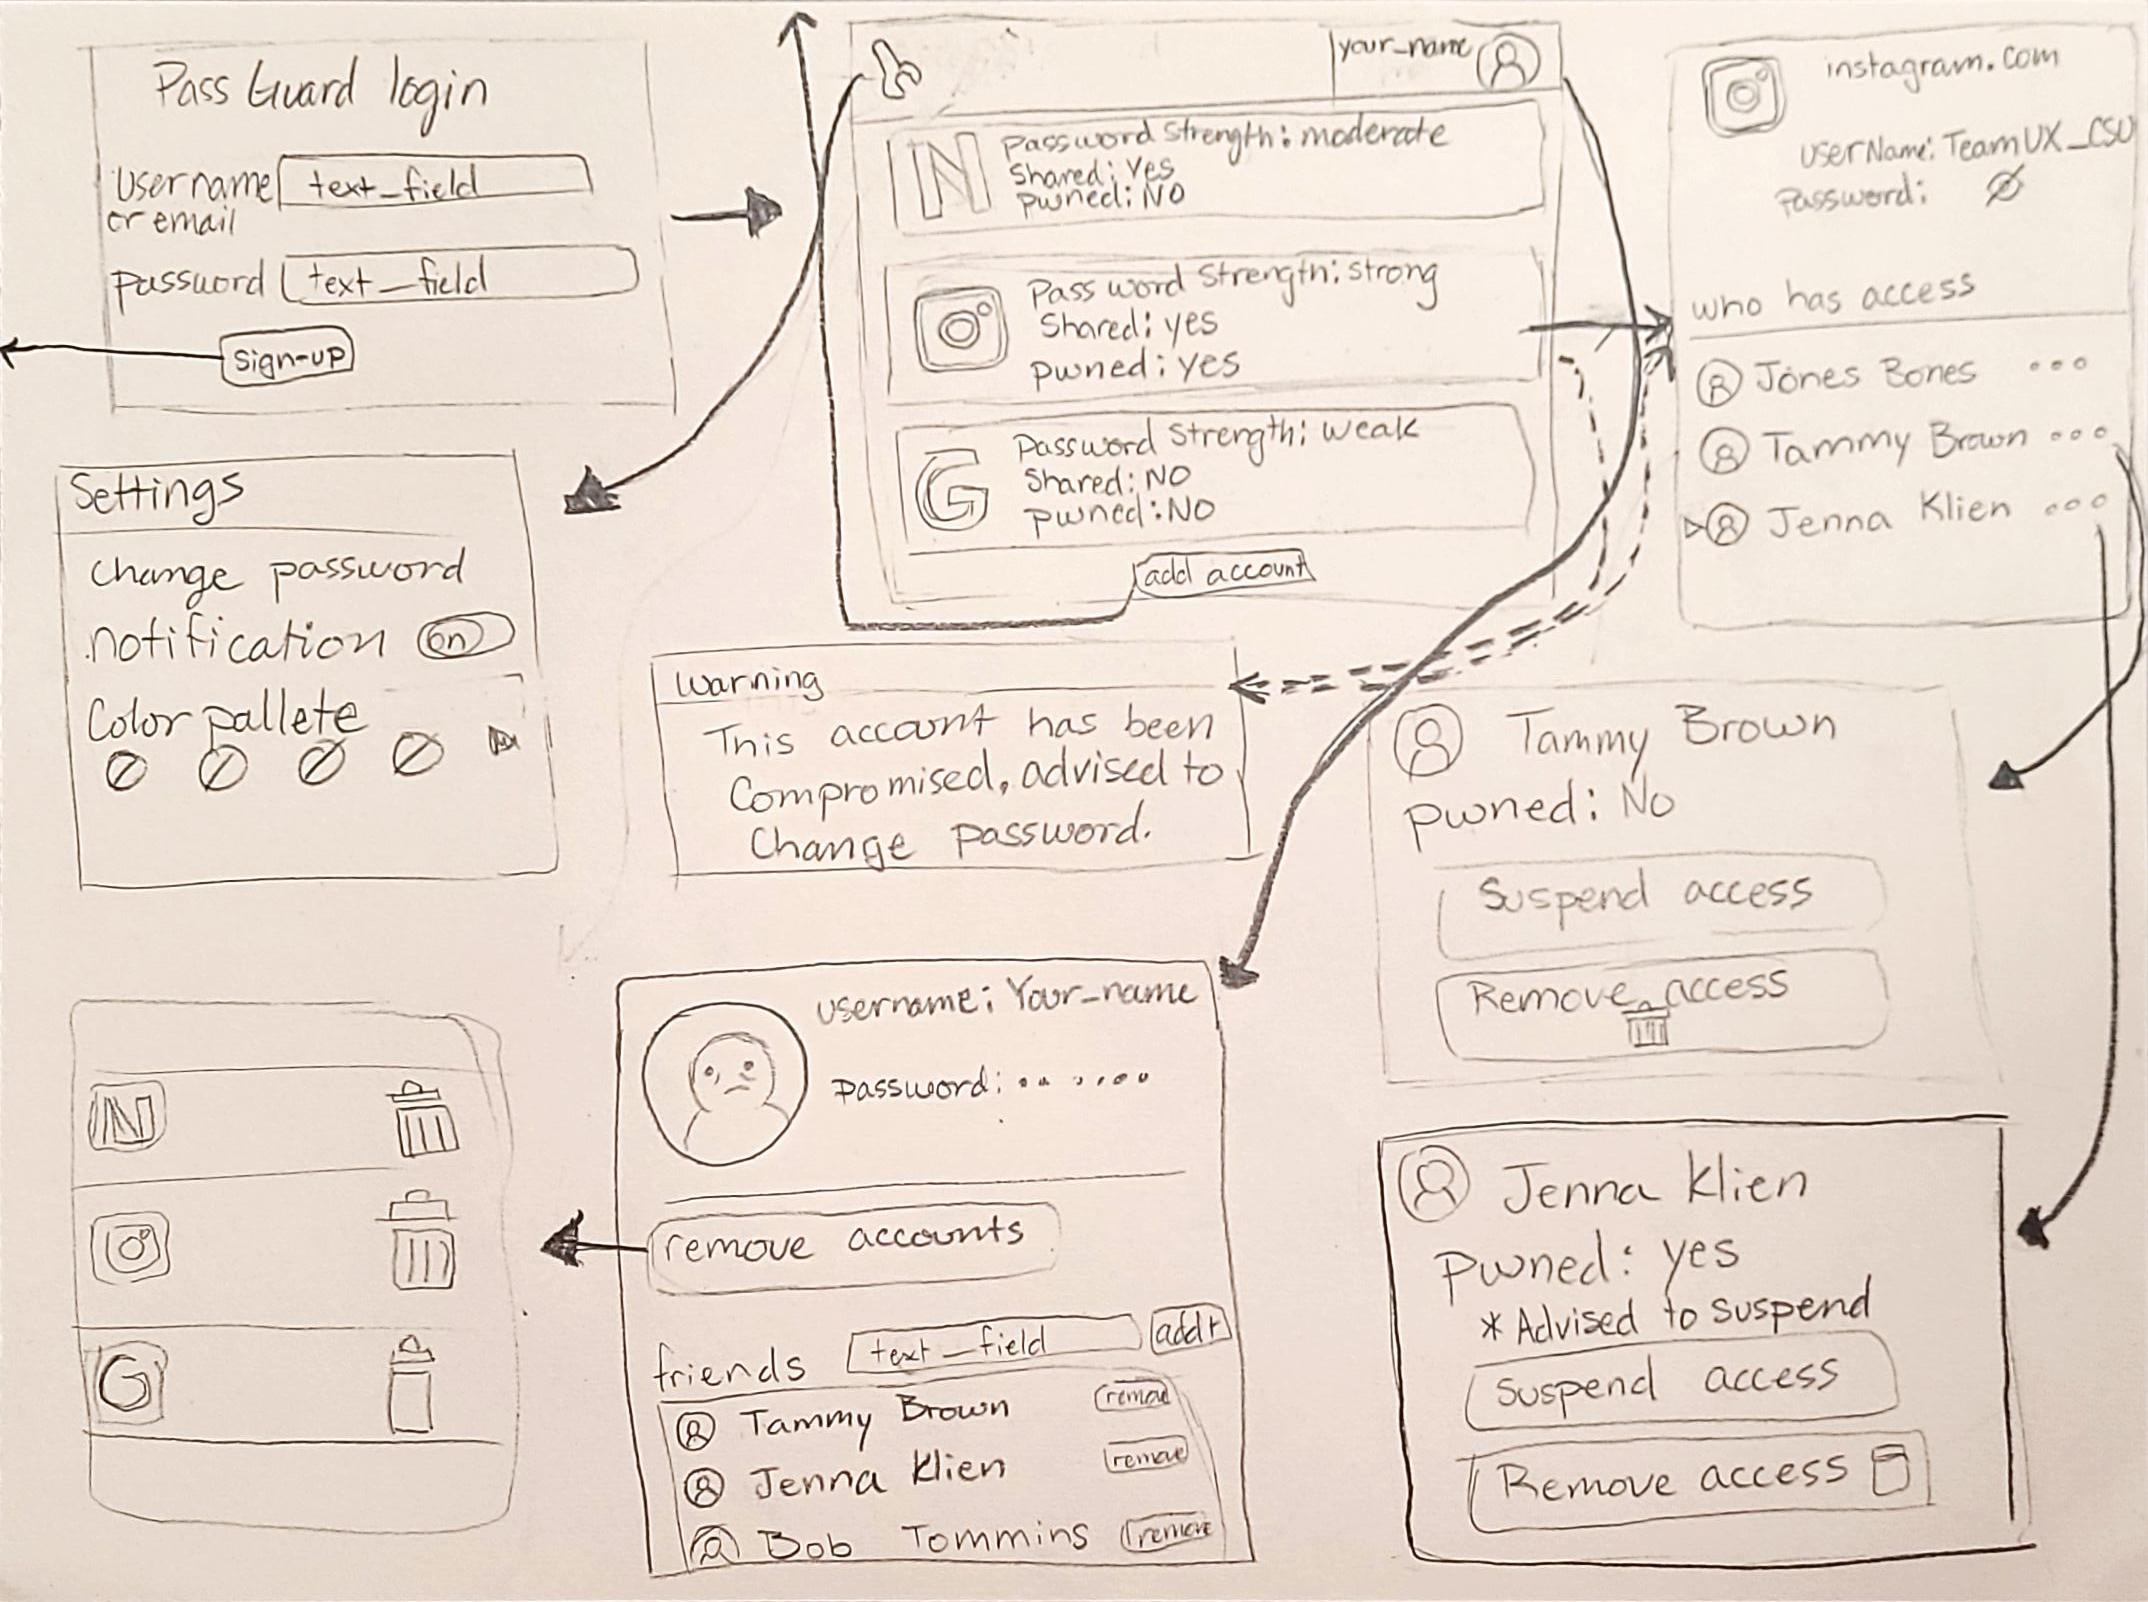 Pass Guard login
Username
or email
text_field
password
text_field
sign-up
your_name
N
Password Strength: moderate
Shared: Yes
Pwned: NO
Password Strength: strong
Shared: yes
pwned: yes
G
Password Strength: weak
Shared: NO
pwned: NO
add account
instagram.com
UserName: TeamUX_CSU
Password:
who has access
Jones Bones
Tammy Brown
Jenna Klien
Settings
Change password
notification on
Color pallete
Warning
This account has been
Compromised, advised to
Change password.
Tammy Brown
pwned: No
Suspend access
Remove access
N
G
username: Your_name
password:
remove accounts
friends
text_field
add+
Tammy Brown remove
Jenna Klien remove
Bob Tommins remove
Jenna Klien
Pwned: yes
* Advised to suspend
Suspend access
Remove access